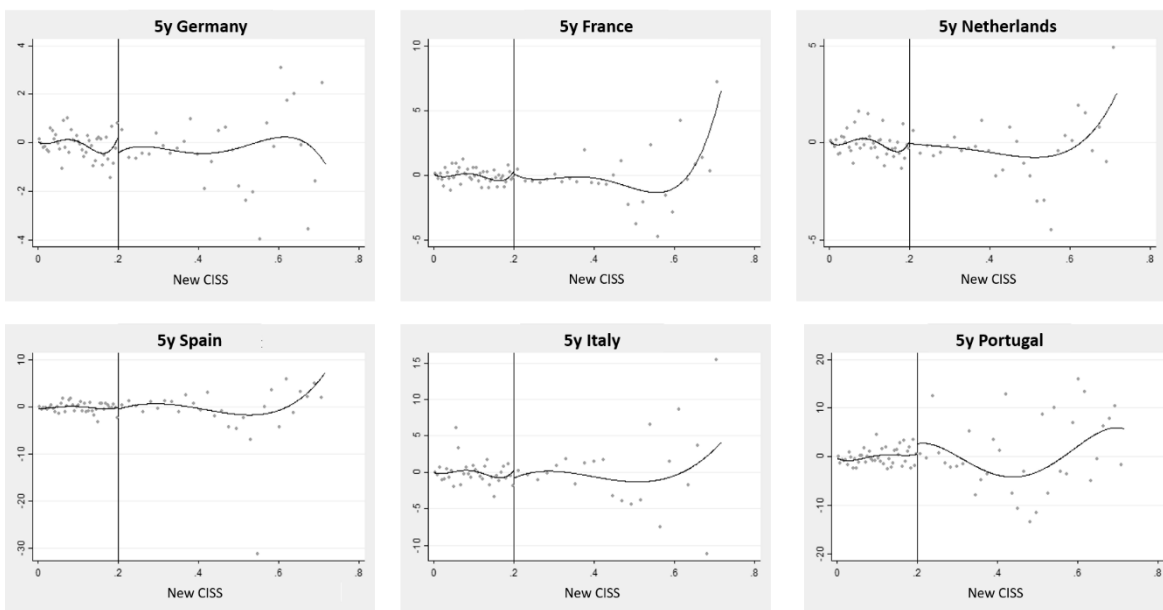 5y Germany
4
2
0
-2
-4
0 .2 .4 .6 .8
New CISS
5y France
10
5
0
-5
0 .2 .4 .6 .8
New CISS
5y Netherlands
5
0
-5
0 .2 .4 .6 .8
New CISS
5y Spain
10
0
-10
-20
-30
0 .2 .4 .6 .8
New CISS
5y Italy
15
10
5
0
-5
-10
0 .2 .4 .6 .8
New CISS
5y Portugal
20
10
0
-10
-20
0 .2 .4 .6 .8
New CISS